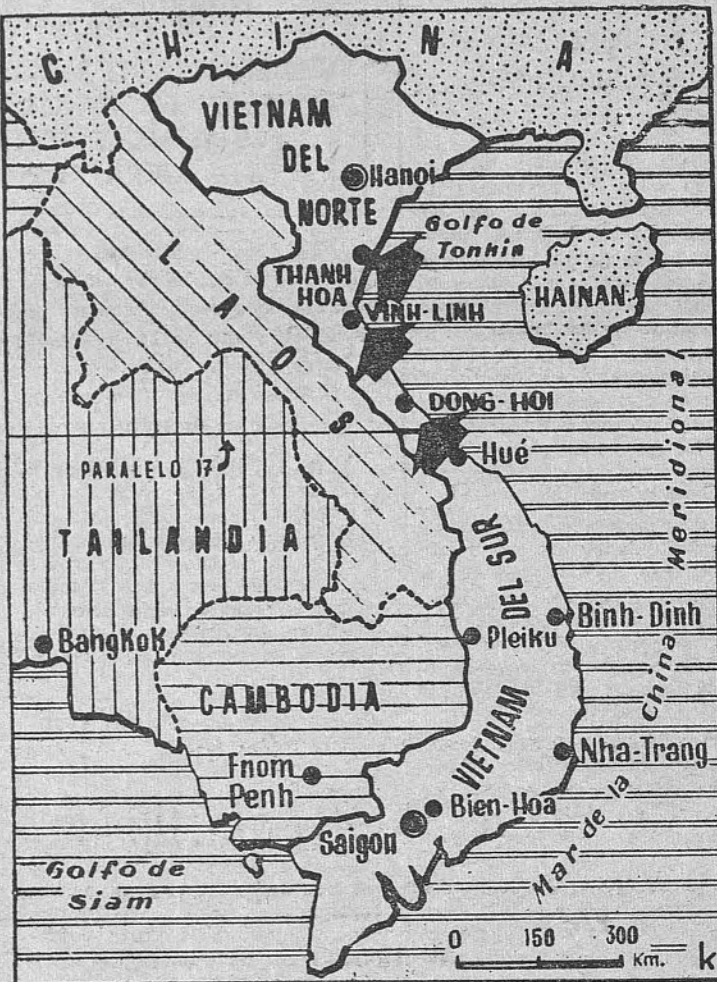 CHINA
VIETNAM
DEL
NORTE
Hanoi
Golfo de
Tonkin
THANH
HOA
HAINAN
VINH-LINH
LAOS
DONG-HOI
Hué
PARALELO 17
TAILANDIA
Meridional
DEL SUR
Binh-Dinh
Pleiku
BangKoK
CAMBODIA
China
VIETNAM
Nha-Trang
Fnom
Penh
Bien-Hoa
Saigon
Mar de la
Golfo de
Siam
0 150 300
Km.
k